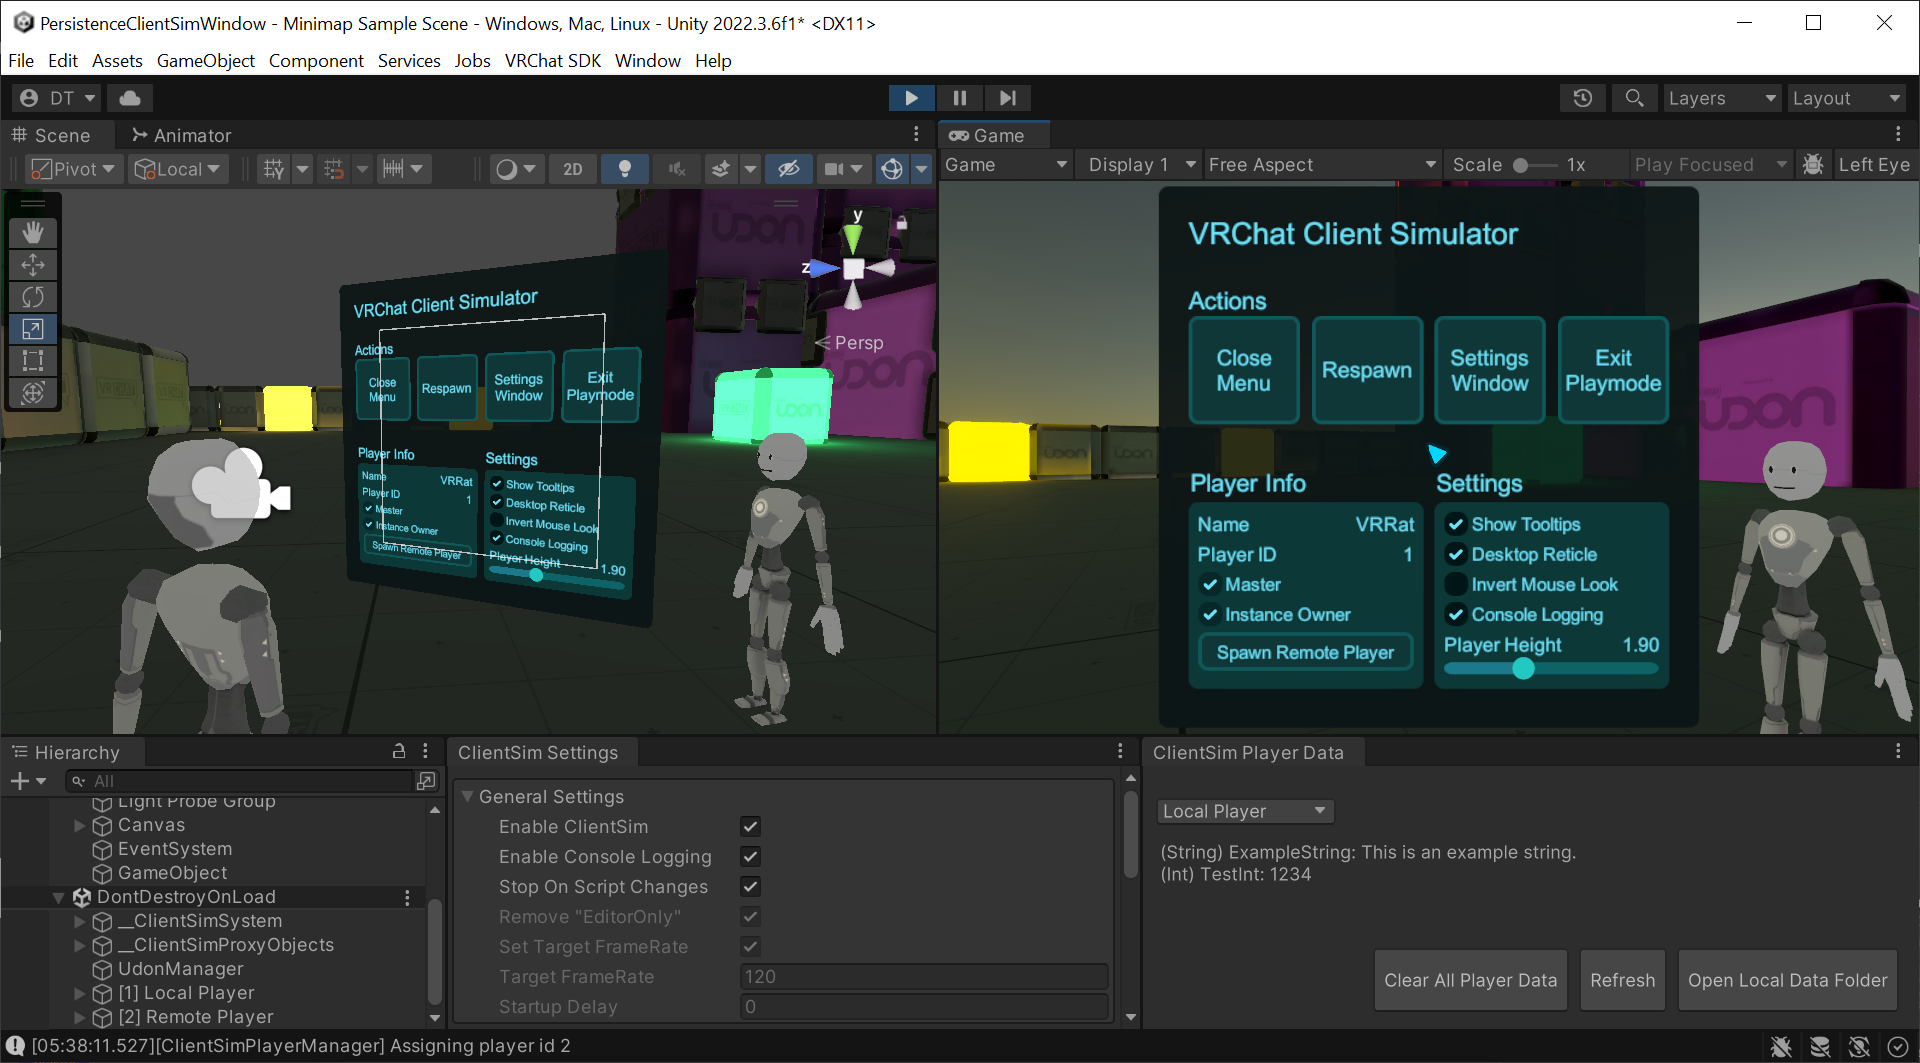 PersistenceClientSimWindow - Minimap Sample Scene - Windows, Mac, Linux - Unity 2022.3.6f1* <DX11>
File Edit Assets GameObject Component Services Jobs VRChat SDK Window Help
DT
Layers
Layout
Scene
Animator
Pivot
Local
2D
y
z
Persp
UDON
UDON
VRChat Client Simulator
Actions
Close
Menu
Respawn
Settings
Window
Exit
Playmode
Player Info
Name VRRat
Player ID 1
Master
Instance Owner
Spawn Remote Player
Settings
Show Tooltips
Desktop Reticle
Invert Mouse Look
Console Logging
Player Height 1.90
Game
Game
Display 1
Free Aspect
Scale 1x
Play Focused
Left Eye
VRChat Client Simulator
Actions
Close
Menu
Respawn
Settings
Window
Exit
Playmode
UDON
Player Info
Name VRRat
Player ID 1
Master
Instance Owner
Spawn Remote Player
Settings
Show Tooltips
Desktop Reticle
Invert Mouse Look
Console Logging
Player Height 1.90
Hierarchy
All
Light Probe Group
Canvas
EventSystem
GameObject
DontDestroyOnLoad
__ClientSimSystem
__ClientSimProxyObjects
UdonManager
[1] Local Player
[2] Remote Player
ClientSim Settings
General Settings
Enable ClientSim
Enable Console Logging
Stop On Script Changes
Remove "EditorOnly"
Set Target FrameRate
Target FrameRate 120
Startup Delay 0
ClientSim Player Data
Local Player
(String) ExampleString: This is an example string.
(Int) TestInt: 1234
Clear All Player Data
Refresh
Open Local Data Folder
[05:38:11.527][ClientSimPlayerManager] Assigning player id 2